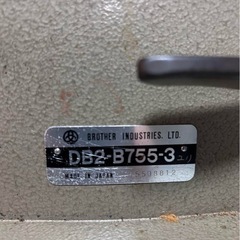 BROTHER INDUSTRIES, LTD.
DB2-B755-3
MADE IN JAPAN